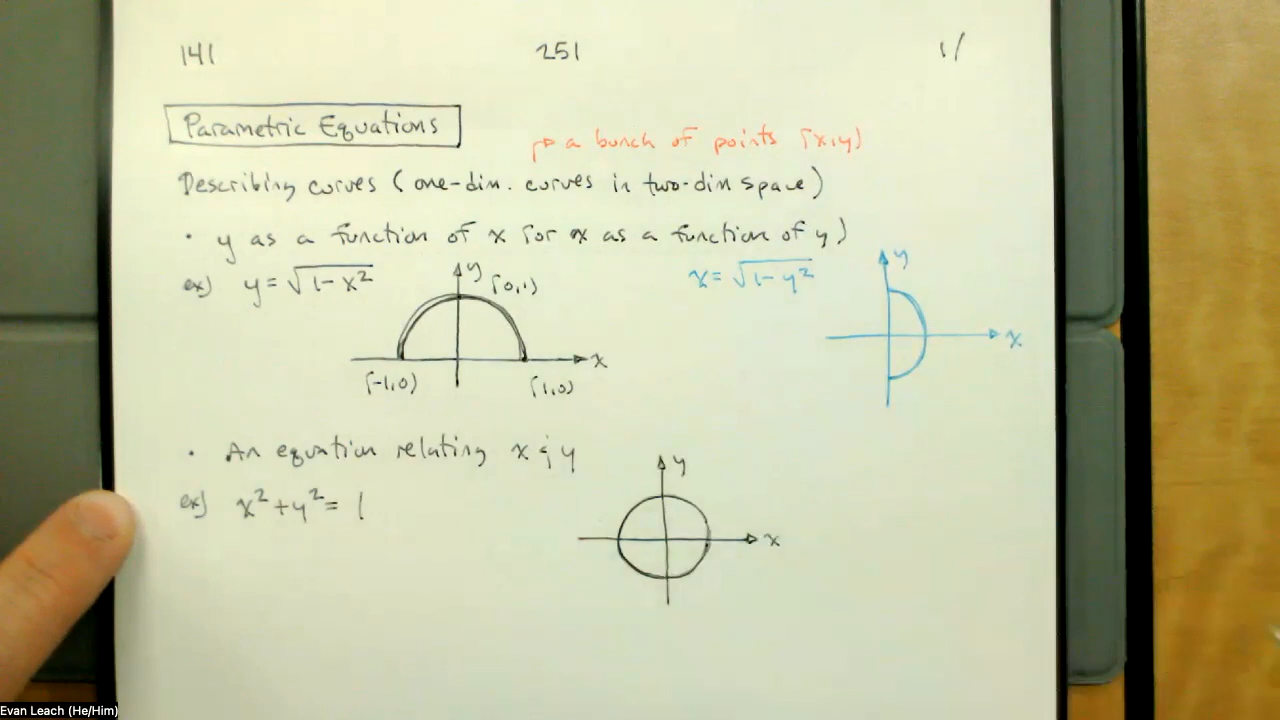 141 251 1/
Parametric Equations
→ a bunch of points (x,y)
Describing curves (one-dim. curves in two-dim space)
• y as a function of x (or x as a function of y)
ex) y = √(1-x²) y (0,1) x (-1,0) (1,0)
x = √(1-y²) y x
• An equation relating x & y
ex) x² + y² = 1 y x
Evan Leach (He/Him)